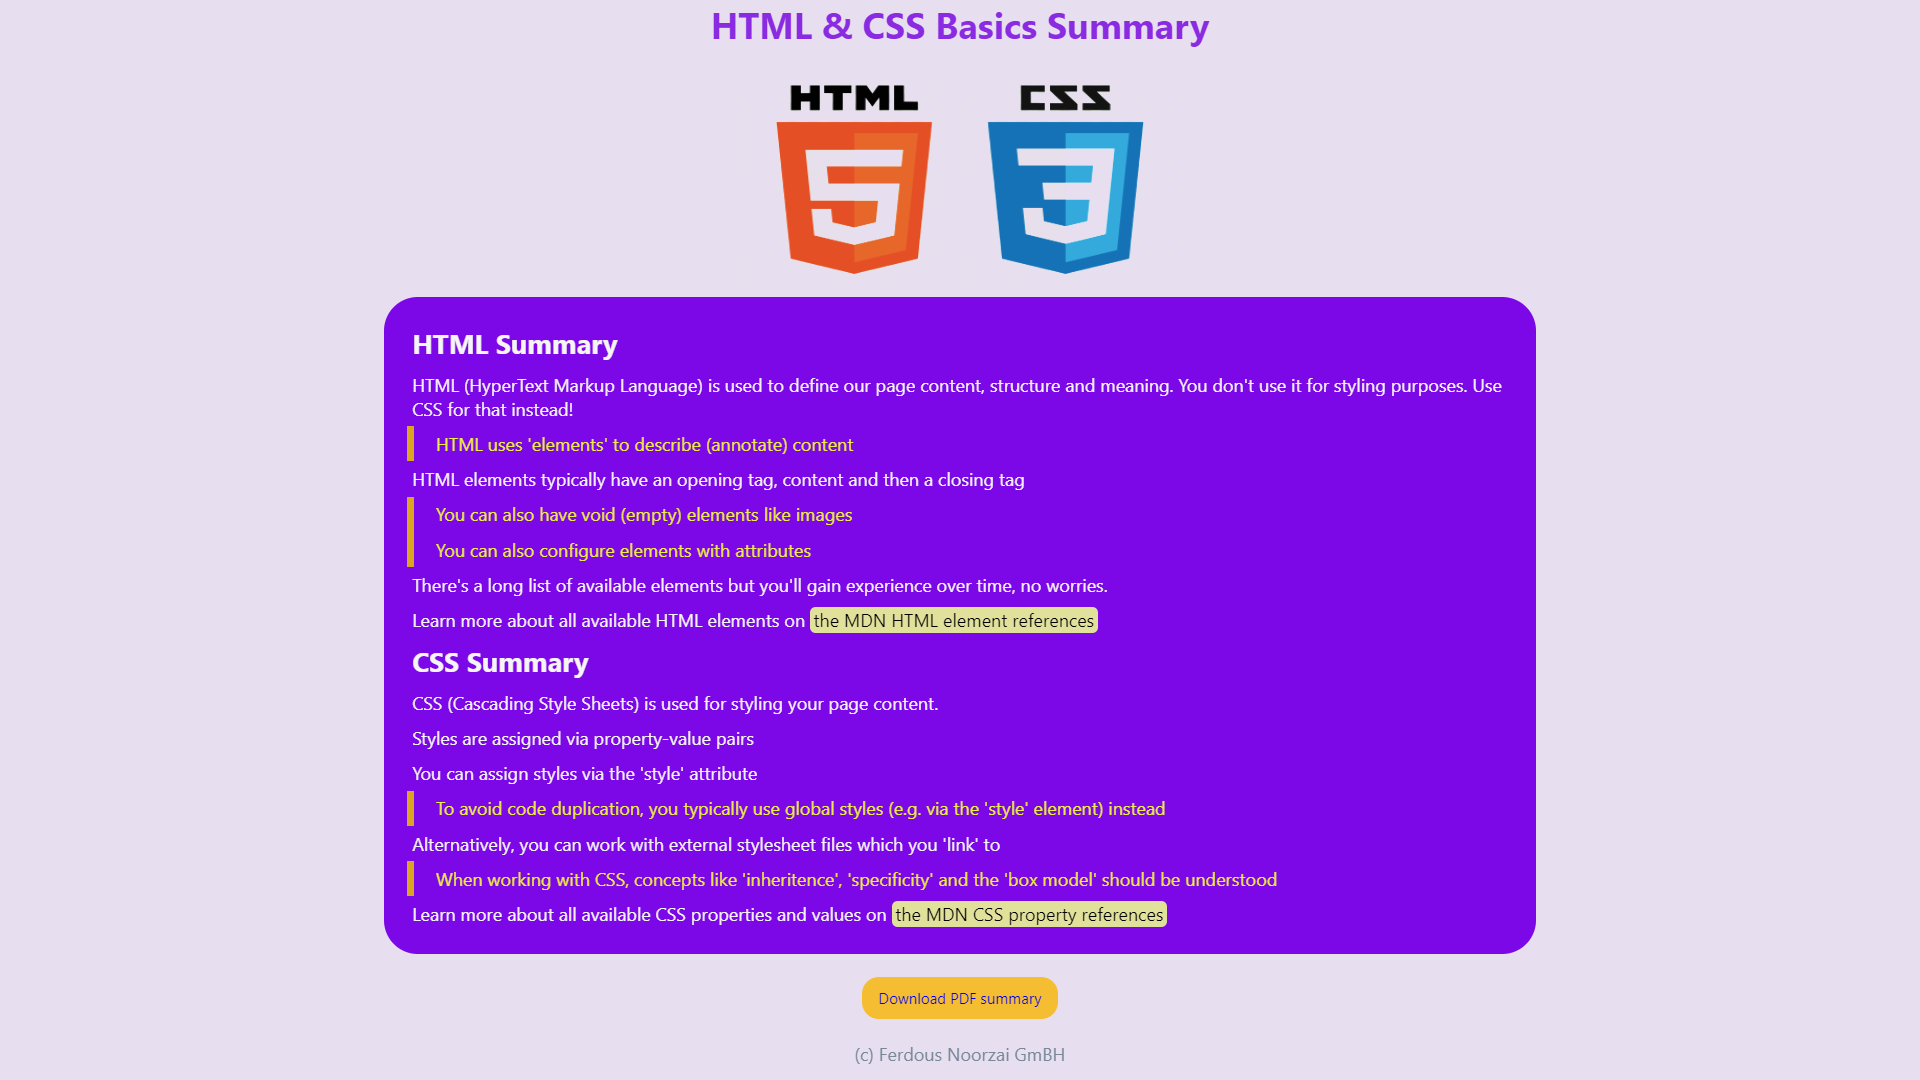 HTML & CSS Basics Summary
HTML CSS
5 3
HTML Summary
HTML (HyperText Markup Language) is used to define our page content, structure and meaning. You don't use it for styling purposes. Use
CSS for that instead!
HTML uses 'elements' to describe (annotate) content
HTML elements typically have an opening tag, content and then a closing tag
You can also have void (empty) elements like images
You can also configure elements with attributes
There's a long list of available elements but you'll gain experience over time, no worries.
Learn more about all available HTML elements on the MDN HTML element references
CSS Summary
CSS (Cascading Style Sheets) is used for styling your page content.
Styles are assigned via property-value pairs
You can assign styles via the 'style' attribute
To avoid code duplication, you typically use global styles (e.g. via the 'style' element) instead
Alternatively, you can work with external stylesheet files which you 'link' to
When working with CSS, concepts like 'inheritence', 'specificity' and the 'box model' should be understood
Learn more about all available CSS properties and values on the MDN CSS property references
Download PDF summary
(c) Ferdous Noorzai GmBH